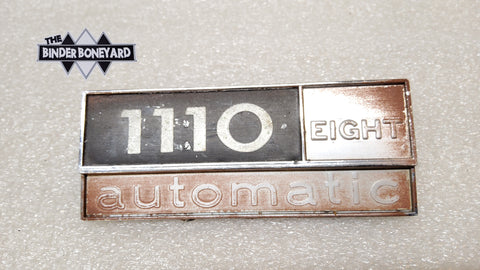 THE
BINDER BONEYARD
1110 EIGHT
automatic